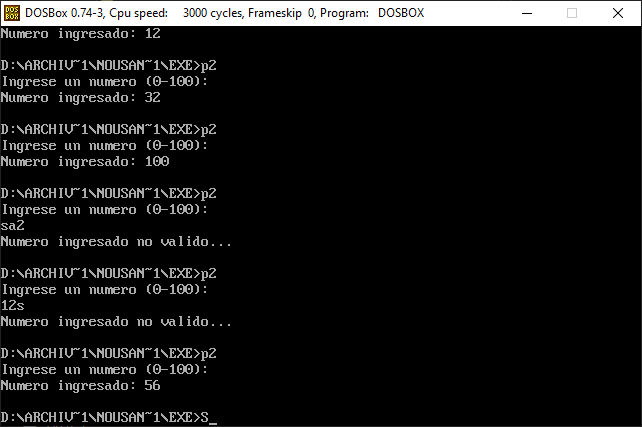 DOSBox 0.74-3, Cpu speed: 3000 cycles, Frameskip 0, Program: DOSBOX
Numero ingresado: 12
D:\ARCHIV~1\NOUSAN~1\EXE>p2
Ingrese un numero (0-100):
Numero ingresado: 32
D:\ARCHIV~1\NOUSAN~1\EXE>p2
Ingrese un numero (0-100):
Numero ingresado: 100
D:\ARCHIV~1\NOUSAN~1\EXE>p2
Ingrese un numero (0-100):
sa2
Numero ingresado no valido...
D:\ARCHIV~1\NOUSAN~1\EXE>p2
Ingrese un numero (0-100):
12s
Numero ingresado no valido...
D:\ARCHIV~1\NOUSAN~1\EXE>p2
Ingrese un numero (0-100):
Numero ingresado: 56
D:\ARCHIV~1\NOUSAN~1\EXE>S_